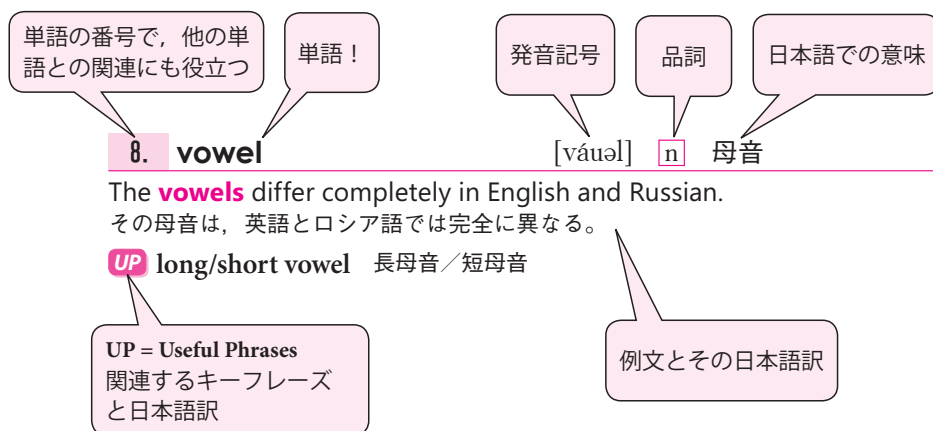 単語の番号で，他の単
語との関連にも役立つ
単語！
発音記号
品詞
日本語での意味
8. vowel [váuəl] n 母音
The vowels differ completely in English and Russian.
その母音は，英語とロシア語では完全に異なる。
UP long/short vowel 長母音／短母音
UP = Useful Phrases
関連するキーフレーズ
と日本語訳
例文とその日本語訳